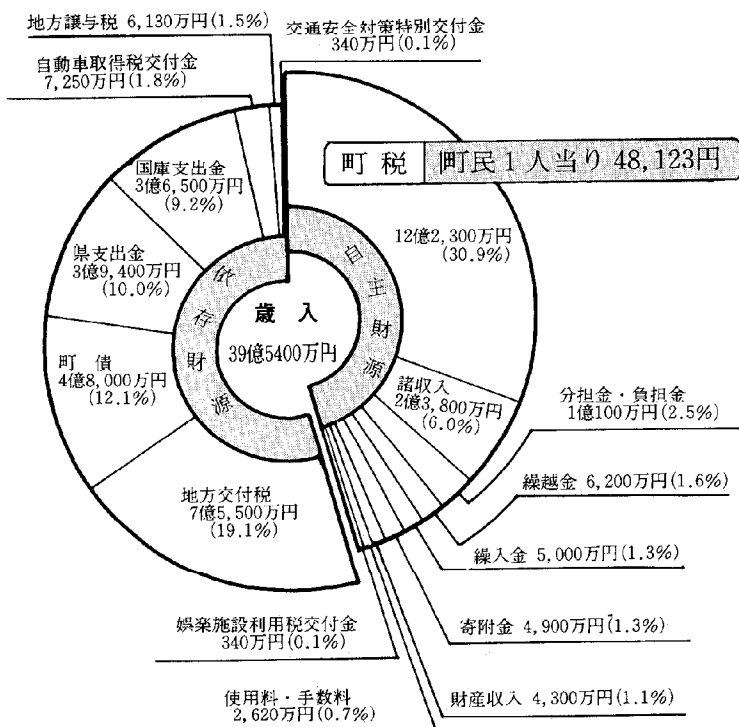 地方譲与税 6,130万円(1.5%)
交通安全対策特別交付金
340万円(0.1%)
自動車取得税交付金
7,250万円(1.8%)
町税
町民1人当り 48,123円
国庫支出金
3億6,500万円
(9.2%)
12億2,300万円
(30.9%)
県支出金
3億9,400万円
(10.0%)
依存財源
自主財源
歳入
39億5400万円
町債
4億8,000万円
(12.1%)
諸収入
2億3,800万円
(6.0%)
分担金・負担金
1億100万円(2.5%)
繰越金 6,200万円(1.6%)
地方交付税
7億5,500万円
(19.1%)
繰入金 5,000万円(1.3%)
娯楽施設利用税交付金
340万円(0.1%)
寄附金 4,900万円(1.3%)
使用料・手数料
2,620万円(0.7%)
財産収入 4,300万円(1.1%)